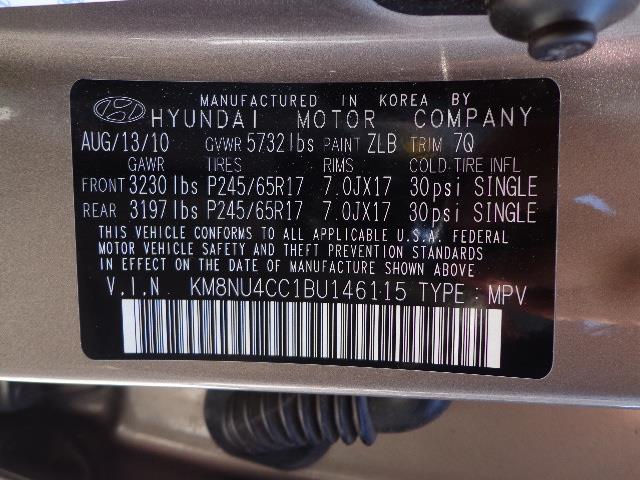 MANUFACTURED IN KOREA BY
HYUNDAI MOTOR COMPANY
AUG/13/10 GVWR 5732lbs PAINT ZLB TRIM 7Q
GAWR TIRES RIMS COLD TIRE INFL
FRONT 3230lbs P245/65R17 7.0JX17 30psi SINGLE
REAR 3197lbs P245/65R17 7.0JX17 30psi SINGLE
THIS VEHICLE CONFORMS TO ALL APPLICABLE U.S.A. FEDERAL
MOTOR VEHICLE SAFETY AND THEFT PREVENTION STANDARDS
IN EFFECT ON THE DATE OF MANUFACTURE SHOWN ABOVE
V.I.N KM8NU4CC1BU146115 TYPE : MPV